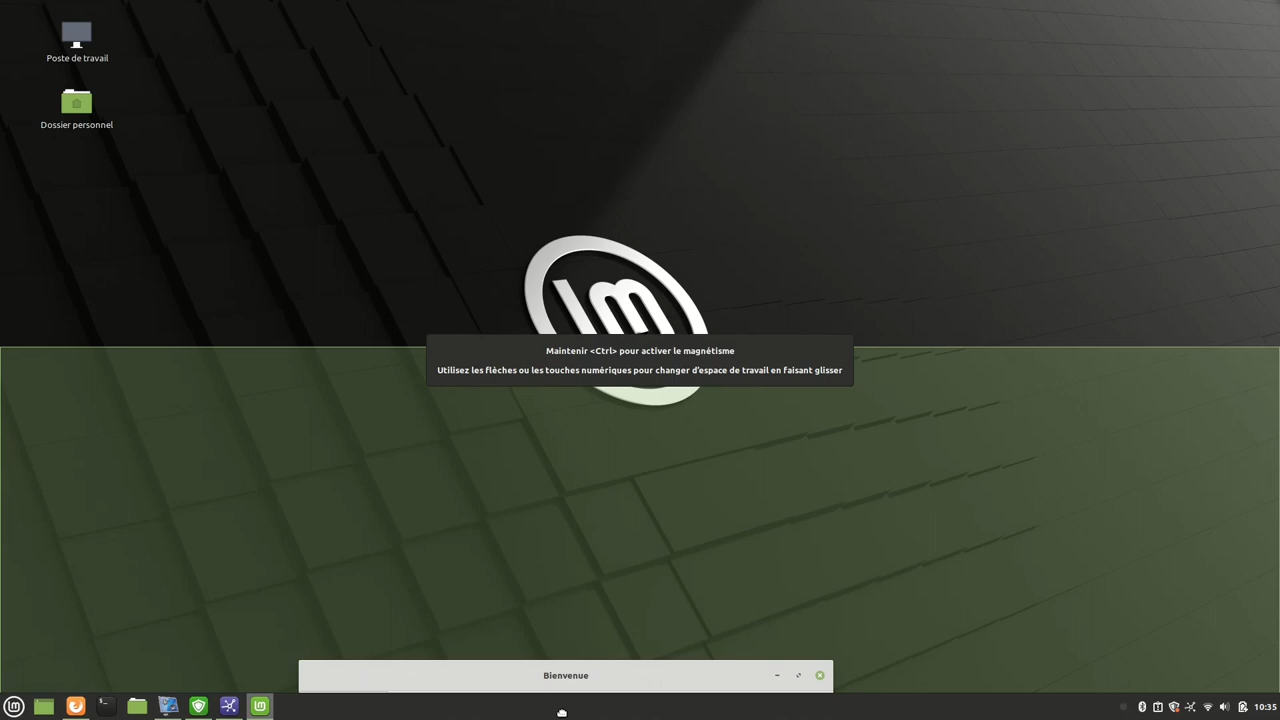 Poste de travail
Dossier personnel
lm
Maintenir <Ctrl> pour activer le magnétisme
Utilisez les flèches ou les touches numériques pour changer d'espace de travail en faisant glisser
Bienvenue
10:35